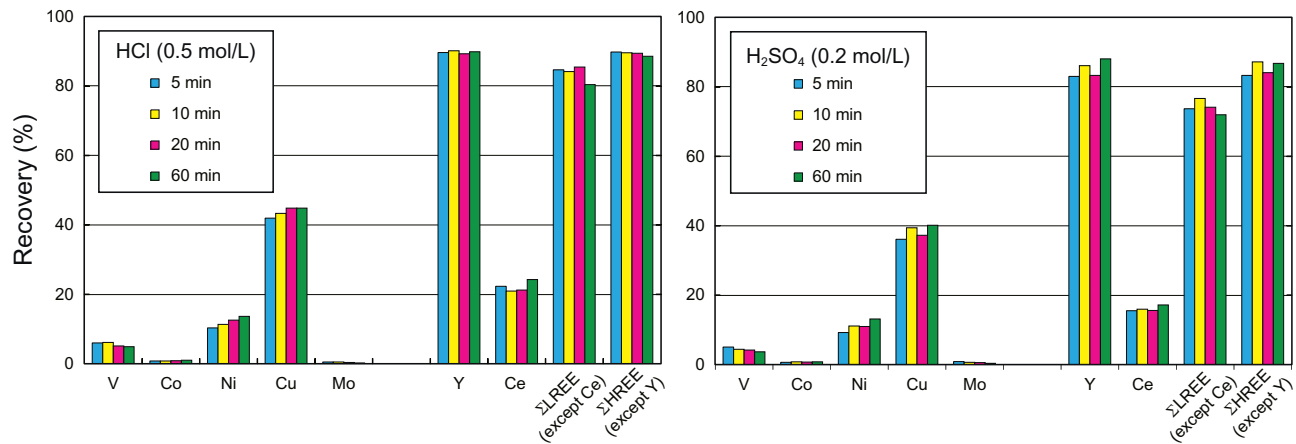 Recovery (%)
100
80
60
40
20
0
HCl (0.5 mol/L)
5 min
10 min
20 min
60 min
V Co Ni Cu Mo Y Ce ΣLREE (except Ce) ΣHREE (except Y)
100
80
60
40
20
0
H₂SO₄ (0.2 mol/L)
5 min
10 min
20 min
60 min
V Co Ni Cu Mo Y Ce ΣLREE (except Ce) ΣHREE (except Y)